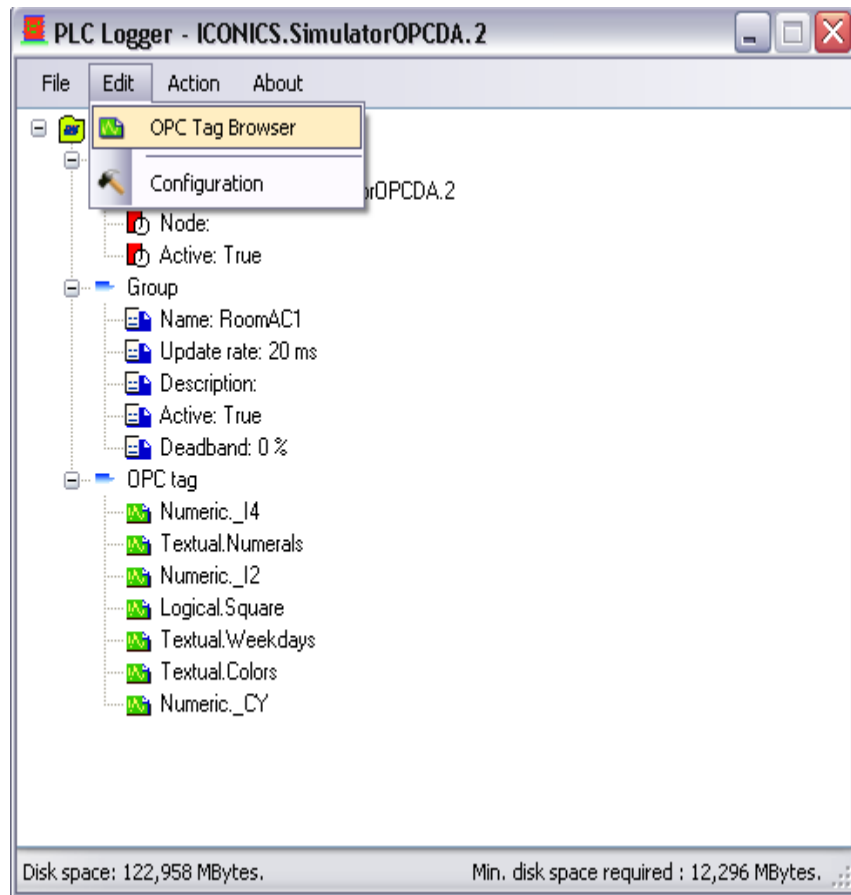 PLC Logger - ICONICS.SimulatorOPCDA.2
File Edit Action About
OPC Tag Browser
Configuration
rOPCDA.2
Node:
Active: True
Group
Name: RoomAC1
Update rate: 20 ms
Description:
Active: True
Deadband: 0 %
OPC tag
Numeric._I4
Textual.Numerals
Numeric._I2
Logical.Square
Textual.Weekdays
Textual.Colors
Numeric._CY
Disk space: 122,958 MBytes. Min. disk space required : 12,296 MBytes.